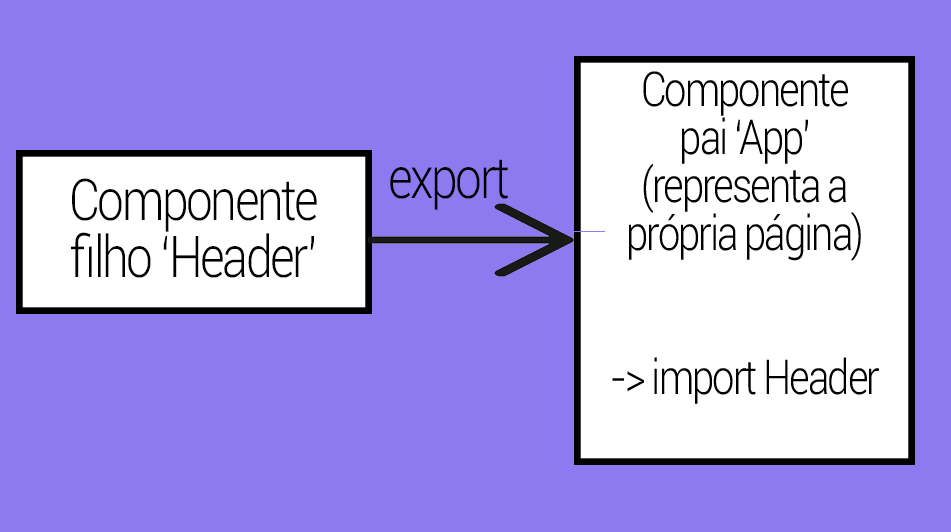 Componente
filho ‘Header’
export
Componente
pai ‘App’
(representa a
própria página)
-> import Header